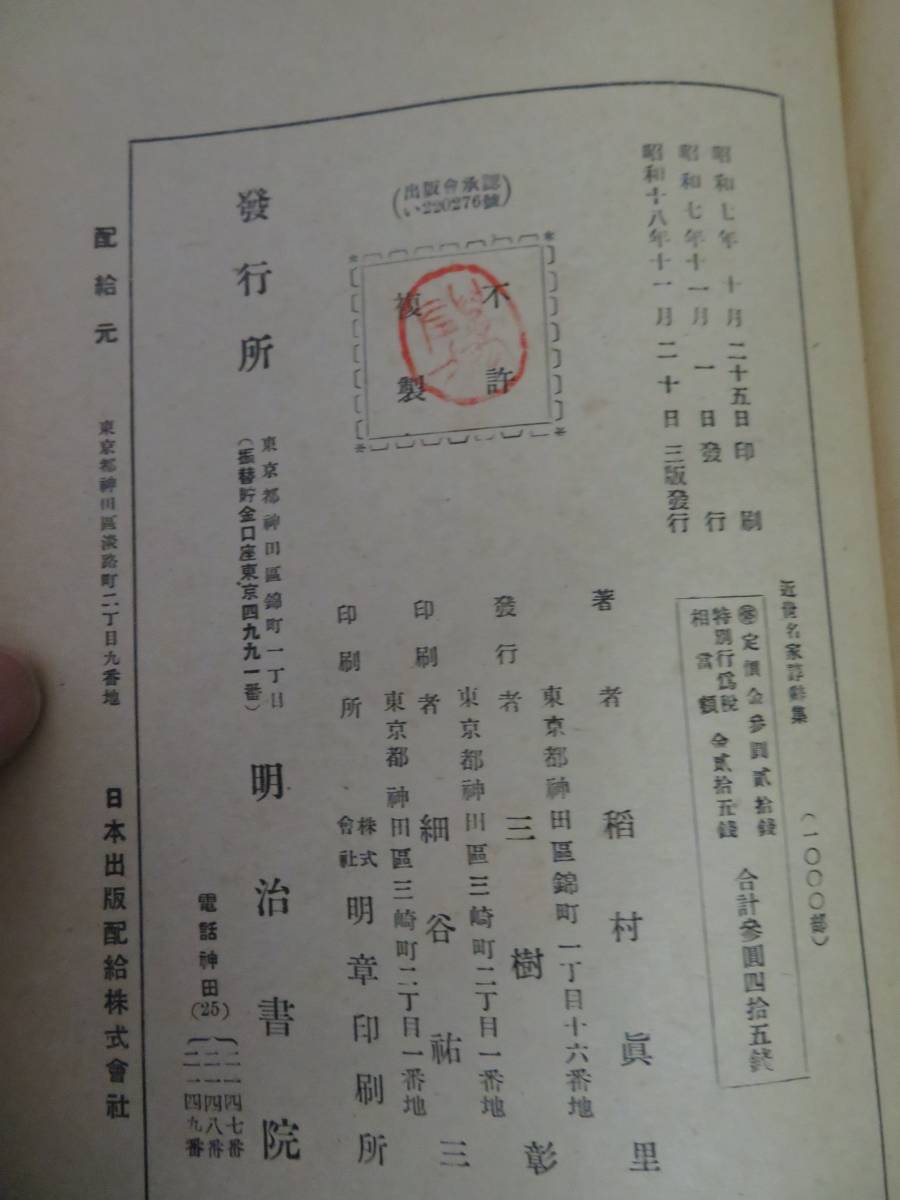 近世名家諄辭集
(一〇〇〇部)
昭和七年十月二十五日印刷
昭和七年十一月一日發行
昭和十八年十一月二十日三版發行
定價金參圓貳拾錢
特別行爲稅
相當額
金貳拾五錢
合計參圓四拾五錢
(出版會承認
い220276號)
不許
複製
著者 稻村眞里
東京都神田區錦町一丁目十六番地
發行者 三樹彰
東京都神田區三崎町二丁目一番地
印刷者 細谷祐三
東京都神田區三崎町二丁目一番地
印刷所 株式會社 明章印刷所
發行所 明治書院
東京都神田區錦町一丁目
(振替貯金口座東京四九九一番)
電話神田(25)
二一四七番
二一四八番
二一四九番
配給元 東京都神田區淡路町二丁目九番地 日本出版配給株式會社